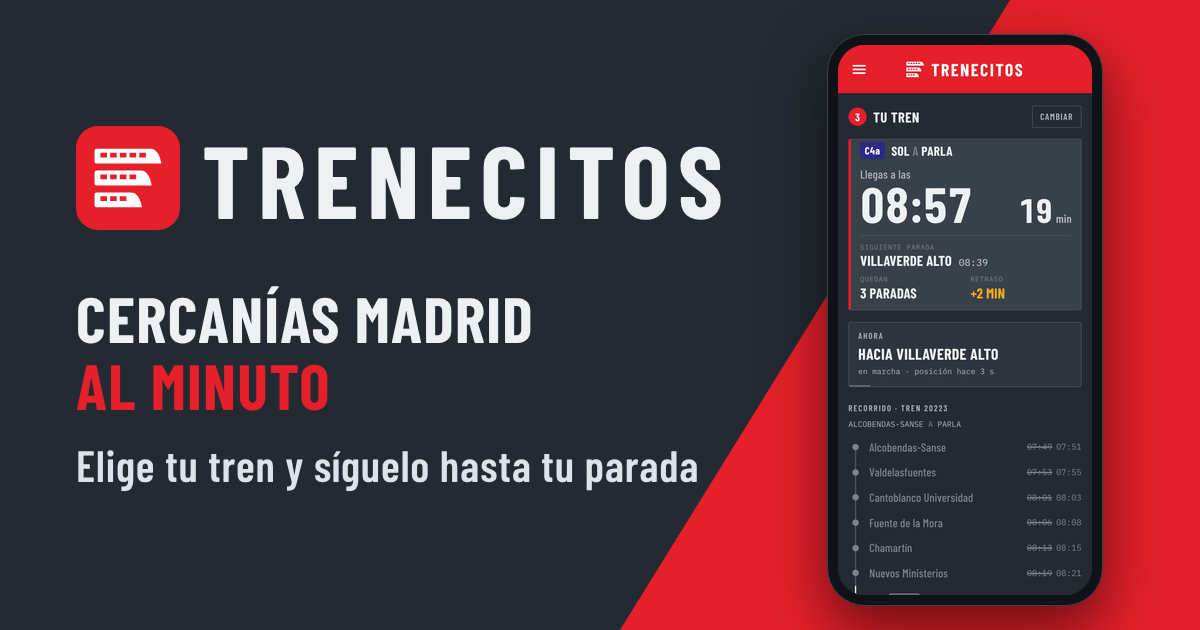 TRENECITOS
CERCANÍAS MADRID
AL MINUTO
Elige tu tren y síguelo hasta tu parada
TRENECITOS
3 TU TREN CAMBIAR
C4a SOL A PARLA
Llegas a las
08:57 19 min
SIGUIENTE PARADA
VILLAVERDE ALTO 08:39
QUEDAN RETRASO
3 PARADAS +2 MIN
AHORA
HACIA VILLAVERDE ALTO
en marcha · posición hace 3 s
RECORRIDO · TREN 20223
ALCOBENDAS-SANSE A PARLA
Alcobendas-Sanse 07:49 07:51
Valdelasfuentes 07:53 07:55
Cantoblanco Universidad 08:01 08:03
Fuente de la Mora 08:06 08:08
Chamartín 08:13 08:15
Nuevos Ministerios 08:19 08:21